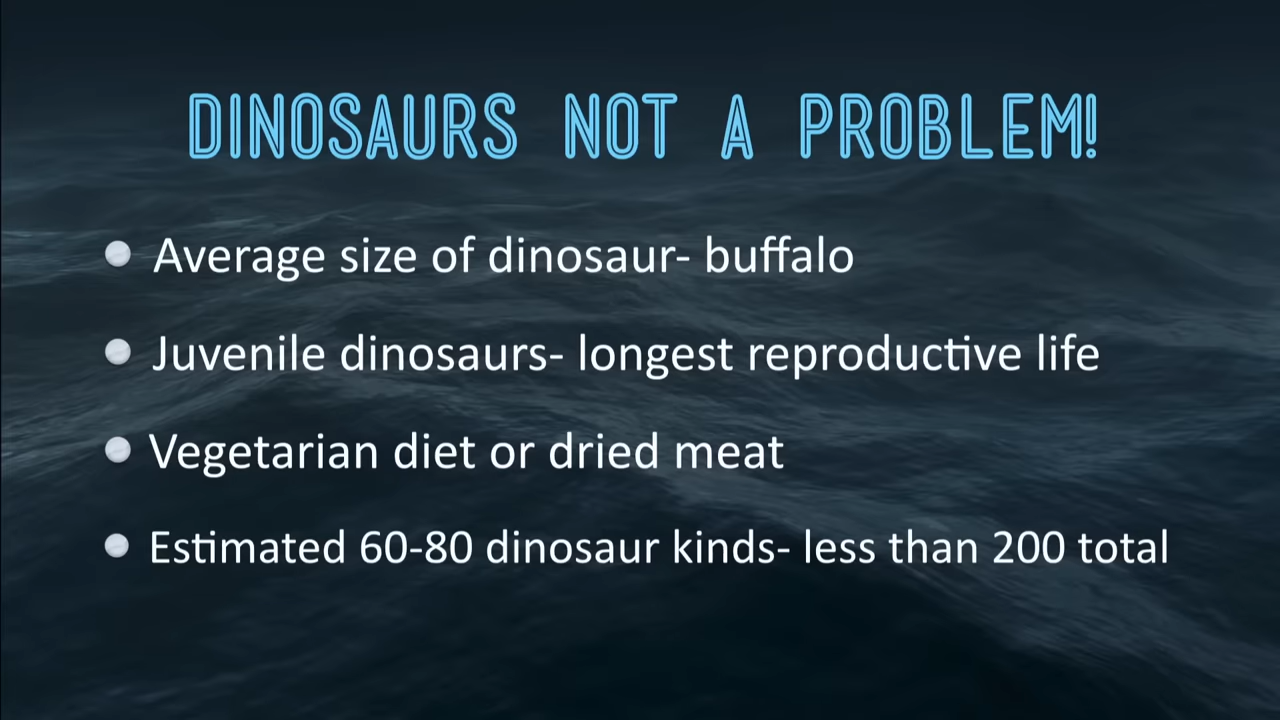 DINOSAURS NOT A PROBLEM!
Average size of dinosaur- buffalo
Juvenile dinosaurs- longest reproductive life
Vegetarian diet or dried meat
Estimated 60-80 dinosaur kinds- less than 200 total